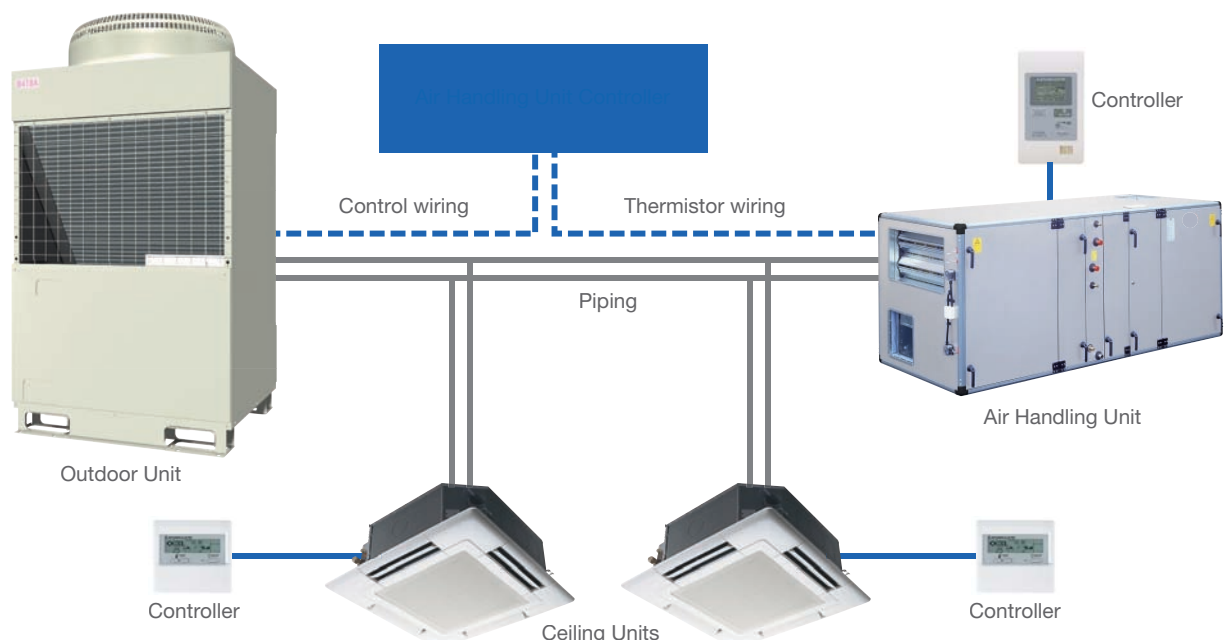 Air Handling Unit Controller
Controller
Control wiring
Thermistor wiring
Piping
Air Handling Unit
Outdoor Unit
Controller
Controller
Ceiling Units